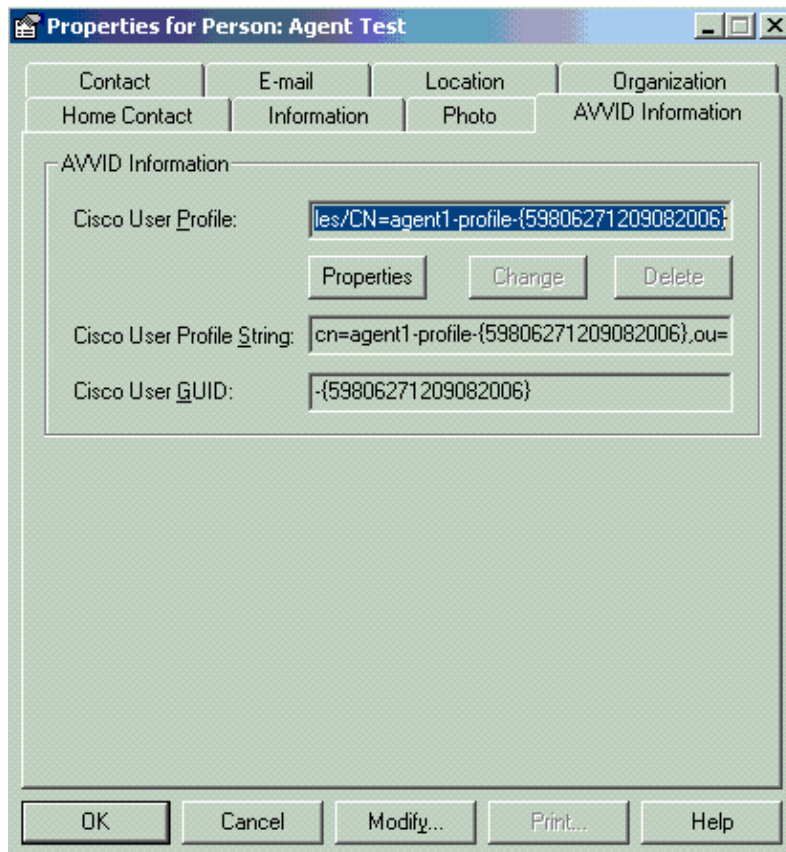 Properties for Person: Agent Test
Contact E-mail Location Organization
Home Contact Information Photo AVVID Information
AVVID Information
Cisco User Profile: les/CN=agent1-profile-{59806271209082006}
Properties Change Delete
Cisco User Profile String: cn=agent1-profile-{59806271209082006},ou=
Cisco User GUID: -{59806271209082006}
OK Cancel Modify... Print... Help